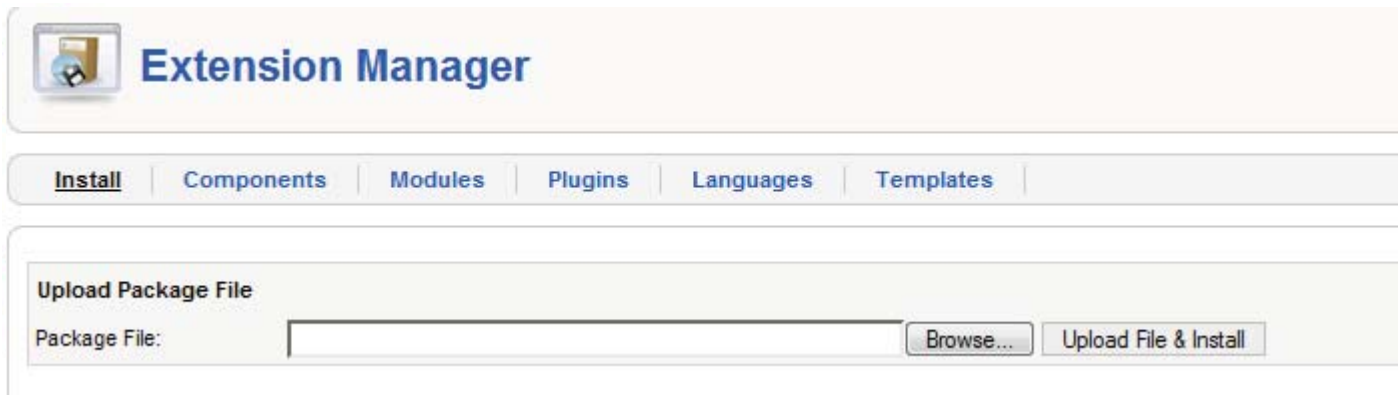 Extension Manager
Install Components Modules Plugins Languages Templates
Upload Package File
Package File: Browse... Upload File & Install